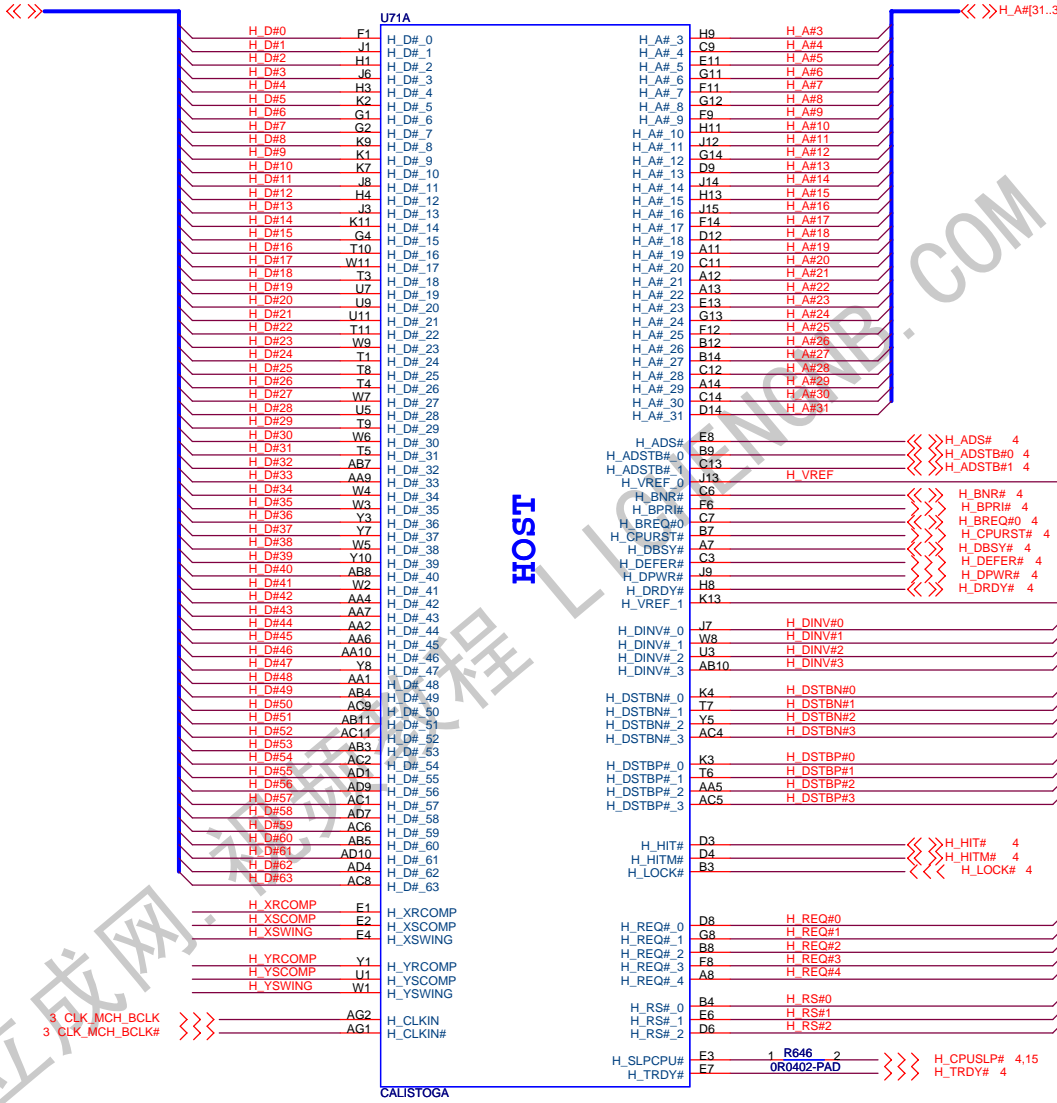 U71A
H_A#[31..3
H_D#0 F1 H_D#_0
H_D#1 J1 H_D#_1
H_D#2 H1 H_D#_2
H_D#3 J6 H_D#_3
H_D#4 H3 H_D#_4
H_D#5 K2 H_D#_5
H_D#6 G1 H_D#_6
H_D#7 G2 H_D#_7
H_D#8 K9 H_D#_8
H_D#9 K1 H_D#_9
H_D#10 K7 H_D#_10
H_D#11 J8 H_D#_11
H_D#12 H4 H_D#_12
H_D#13 J3 H_D#_13
H_D#14 K11 H_D#_14
H_D#15 G4 H_D#_15
H_D#16 T10 H_D#_16
H_D#17 W11 H_D#_17
H_D#18 T3 H_D#_18
H_D#19 U7 H_D#_19
H_D#20 U9 H_D#_20
H_D#21 U11 H_D#_21
H_D#22 T11 H_D#_22
H_D#23 W9 H_D#_23
H_D#24 T1 H_D#_24
H_D#25 T8 H_D#_25
H_D#26 T4 H_D#_26
H_D#27 W7 H_D#_27
H_D#28 U5 H_D#_28
H_D#29 T9 H_D#_29
H_D#30 W6 H_D#_30
H_D#31 T5 H_D#_31
H_D#32 AB7 H_D#_32
H_D#33 AA9 H_D#_33
H_D#34 W4 H_D#_34
H_D#35 W3 H_D#_35
H_D#36 Y3 H_D#_36
H_D#37 Y7 H_D#_37
H_D#38 W5 H_D#_38
H_D#39 Y10 H_D#_39
H_D#40 AB8 H_D#_40
H_D#41 W2 H_D#_41
H_D#42 AA4 H_D#_42
H_D#43 AA7 H_D#_43
H_D#44 AA2 H_D#_44
H_D#45 AA6 H_D#_45
H_D#46 AA10 H_D#_46
H_D#47 Y8 H_D#_47
H_D#48 AA1 H_D#_48
H_D#49 AB4 H_D#_49
H_D#50 AC9 H_D#_50
H_D#51 AB11 H_D#_51
H_D#52 AC11 H_D#_52
H_D#53 AB3 H_D#_53
H_D#54 AC2 H_D#_54
H_D#55 AD1 H_D#_55
H_D#56 AD9 H_D#_56
H_D#57 AC1 H_D#_57
H_D#58 AD7 H_D#_58
H_D#59 AC6 H_D#_59
H_D#60 AB5 H_D#_60
H_D#61 AD10 H_D#_61
H_D#62 AD4 H_D#_62
H_D#63 AC8 H_D#_63
H_XRCOMP E1 H_XRCOMP
H_XSCOMP E2 H_XSCOMP
H_XSWING E4 H_XSWING
H_YRCOMP Y1 H_YRCOMP
H_YSCOMP U1 H_YSCOMP
H_YSWING W1 H_YSWING
3 CLK_MCH_BCLK AG2 H_CLKIN
3 CLK_MCH_BCLK# AG1 H_CLKIN#
HOST
H_A#_3 H9 H_A#3
H_A#_4 C9 H_A#4
H_A#_5 E11 H_A#5
H_A#_6 G11 H_A#6
H_A#_7 F11 H_A#7
H_A#_8 G12 H_A#8
H_A#_9 F9 H_A#9
H_A#_10 H11 H_A#10
H_A#_11 J12 H_A#11
H_A#_12 G14 H_A#12
H_A#_13 D9 H_A#13
H_A#_14 J14 H_A#14
H_A#_15 H13 H_A#15
H_A#_16 J15 H_A#16
H_A#_17 F14 H_A#17
H_A#_18 D12 H_A#18
H_A#_19 A11 H_A#19
H_A#_20 C11 H_A#20
H_A#_21 A12 H_A#21
H_A#_22 A13 H_A#22
H_A#_23 E13 H_A#23
H_A#_24 G13 H_A#24
H_A#_25 F12 H_A#25
H_A#_26 B12 H_A#26
H_A#_27 B14 H_A#27
H_A#_28 C12 H_A#28
H_A#_29 A14 H_A#29
H_A#_30 C14 H_A#30
H_A#_31 D14 H_A#31
H_ADS# E8 H_ADS# 4
H_ADSTB#_0 B9 H_ADSTB#0 4
H_ADSTB#_1 C13 H_ADSTB#1 4
H_VREF_0 J13 H_VREF
H_BNR# C6 H_BNR# 4
H_BPRI# F6 H_BPRI# 4
H_BREQ#0 C7 H_BREQ#0 4
H_CPURST# B7 H_CPURST# 4
H_DBSY# A7 H_DBSY# 4
H_DEFER# C3 H_DEFER# 4
H_DPWR# J9 H_DPWR# 4
H_DRDY# H8 H_DRDY# 4
H_VREF_1 K13
H_DINV#_0 J7 H_DINV#0
H_DINV#_1 W8 H_DINV#1
H_DINV#_2 U3 H_DINV#2
H_DINV#_3 AB10 H_DINV#3
H_DSTBN#_0 K4 H_DSTBN#0
H_DSTBN#_1 T7 H_DSTBN#1
H_DSTBN#_2 Y5 H_DSTBN#2
H_DSTBN#_3 AC4 H_DSTBN#3
H_DSTBP#_0 K3 H_DSTBP#0
H_DSTBP#_1 T6 H_DSTBP#1
H_DSTBP#_2 AA5 H_DSTBP#2
H_DSTBP#_3 AC5 H_DSTBP#3
H_HIT# D3 H_HIT# 4
H_HITM# D4 H_HITM# 4
H_LOCK# B3 H_LOCK# 4
H_REQ#_0 D8 H_REQ#0
H_REQ#_1 G8 H_REQ#1
H_REQ#_2 B8 H_REQ#2
H_REQ#_3 F8 H_REQ#3
H_REQ#_4 A8 H_REQ#4
H_RS#_0 B4 H_RS#0
H_RS#_1 E6 H_RS#1
H_RS#_2 D6 H_RS#2
H_SLPCPU# E3 1 R646 2 H_CPUSLP# 4,15
0R0402-PAD
H_TRDY# E7 H_TRDY# 4
CALISTOGA
立成网.视频教程 LICHENGNB.COM